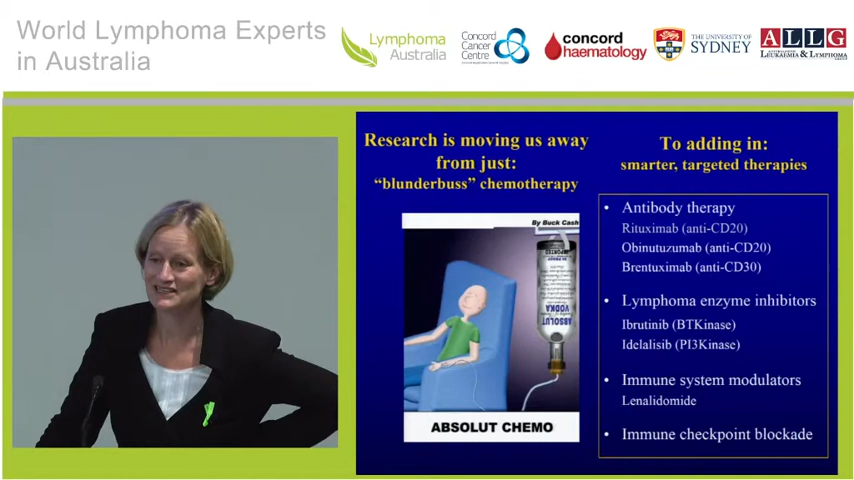 World Lymphoma Experts
in Australia
Lymphoma
Australia
Concord
Cancer
Centre
concord
haematology
THE UNIVERSITY OF
SYDNEY
ALLG
LEUKAEMIA & LYMPHOMA
Research is moving us away
from just:
“blunderbuss” chemotherapy
By Buck Cash
ABSOLUT
VODKA
IMPORTED
ABSOLUT CHEMO
To adding in:
smarter, targeted therapies
• Antibody therapy
Rituximab (anti-CD20)
Obinutuzumab (anti-CD20)
Brentuximab (anti-CD30)
• Lymphoma enzyme inhibitors
Ibrutinib (BTKinase)
Idelalisib (PI3Kinase)
• Immune system modulators
Lenalidomide
• Immune checkpoint blockade